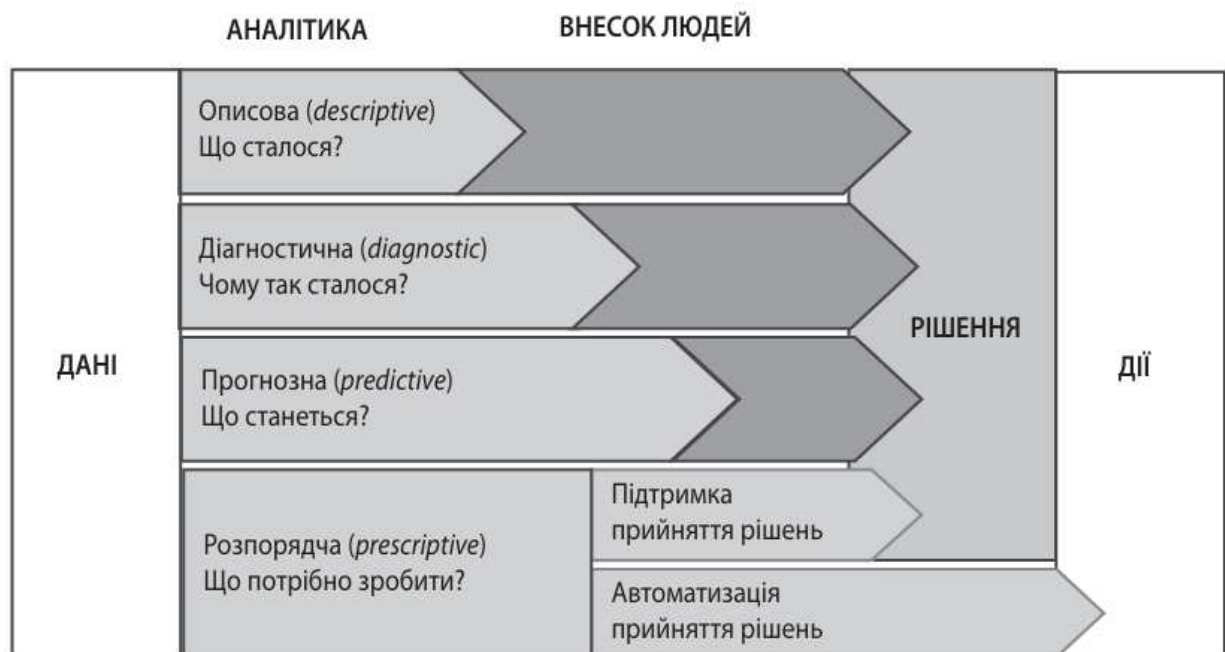 АНАЛІТИКА
ВНЕСОК ЛЮДЕЙ
ДАНІ
Описова (descriptive)
Що сталося?
Діагностична (diagnostic)
Чому так сталося?
Прогнозна (predictive)
Що станеться?
Розпорядча (prescriptive)
Що потрібно зробити?
Підтримка
прийняття рішень
Автоматизація
прийняття рішень
РІШЕННЯ
ДІЇ